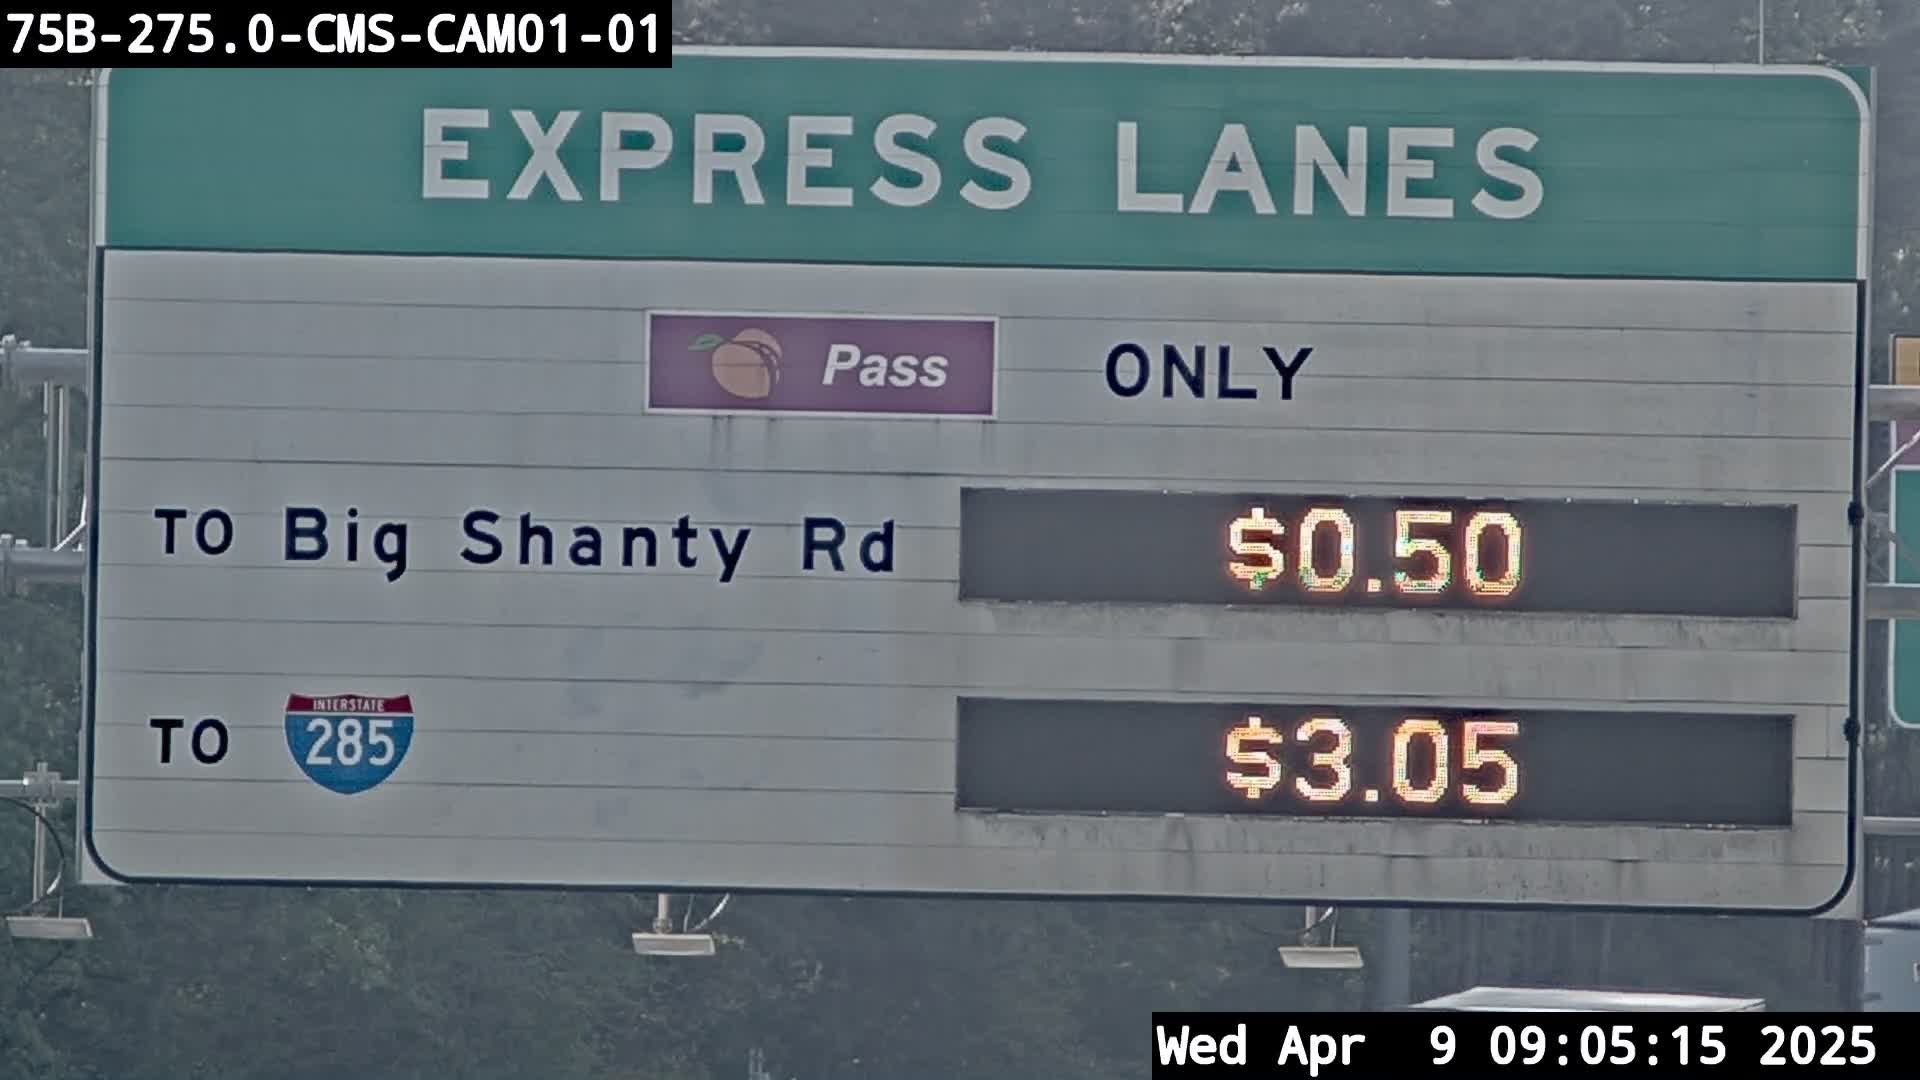 75B-275.0-CMS-CAM01-01
EXPRESS LANES
Pass ONLY
TO Big Shanty Rd $0.50
TO INTERSTATE 285 $3.05
Wed Apr  9 09:05:15 2025